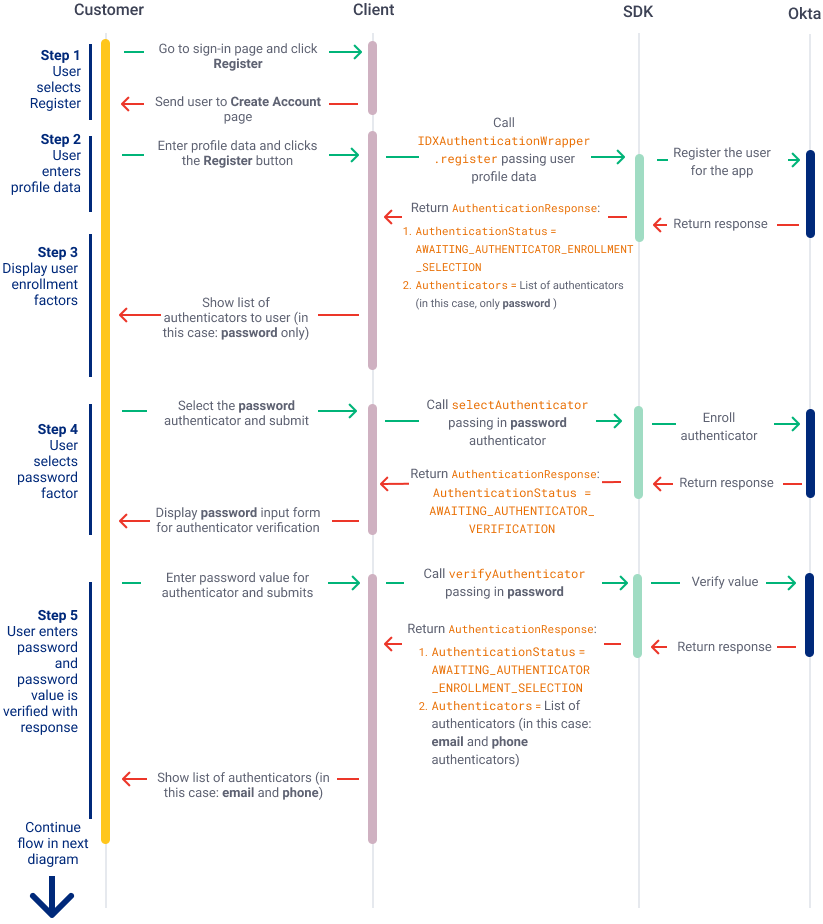 Customer
Client
SDK
Okta
Step 1
User
selects
Register
Go to sign-in page and click
Register
Send user to Create Account
page
Step 2
User
enters
profile data
Enter profile data and clicks
the Register button
Call
IDXAuthenticationWrapper
.register passing user
profile data
Register the user
for the app
Return response
Return AuthenticationResponse:
1. AuthenticationStatus =
AWAITING_AUTHENTICATOR_ENROLLMENT
_SELECTION
2. Authenticators = List of authenticators
(in this case, only password )
Step 3
Display user
enrollment
factors
Show list of
authenticators to user (in
this case: password only)
Step 4
User
selects
password
factor
Select the password
authenticator and submit
Call selectAuthenticator
passing in password
authenticator
Enroll
authenticator
Return response
Return AuthenticationResponse:
AuthenticationStatus =
AWAITING_AUTHENTICATOR_
VERIFICATION
Display password input form
for authenticator verification
Step 5
User enters
password
and
password
value is
verified with
response
Enter password value for
authenticator and submits
Call verifyAuthenticator
passing in password
Verify value
Return response
Return AuthenticationResponse:
1. AuthenticationStatus =
AWAITING_AUTHENTICATOR
_ENROLLMENT_SELECTION
2. Authenticators = List of
authenticators (in this case:
email and phone
authenticators)
Show list of authenticators (in
this case: email and phone)
Continue
flow in next
diagram